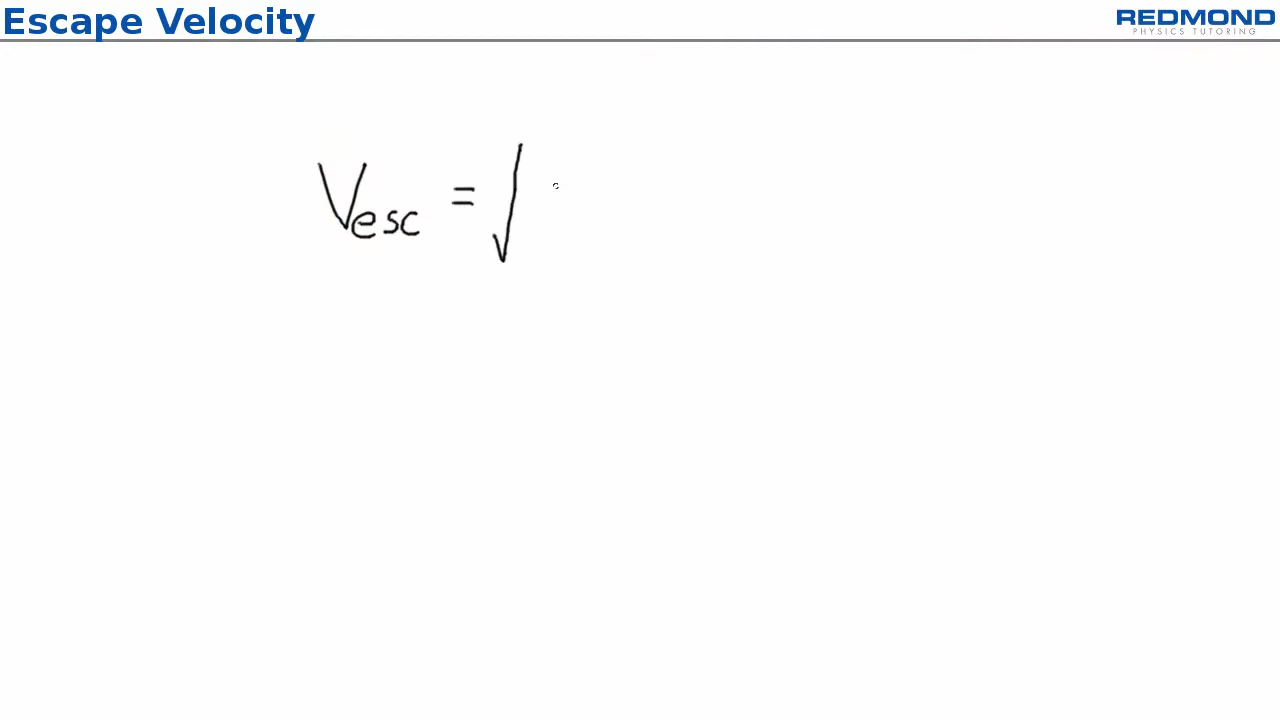 Escape Velocity
REDMOND
PHYSICS TUTORING
Vesc = √